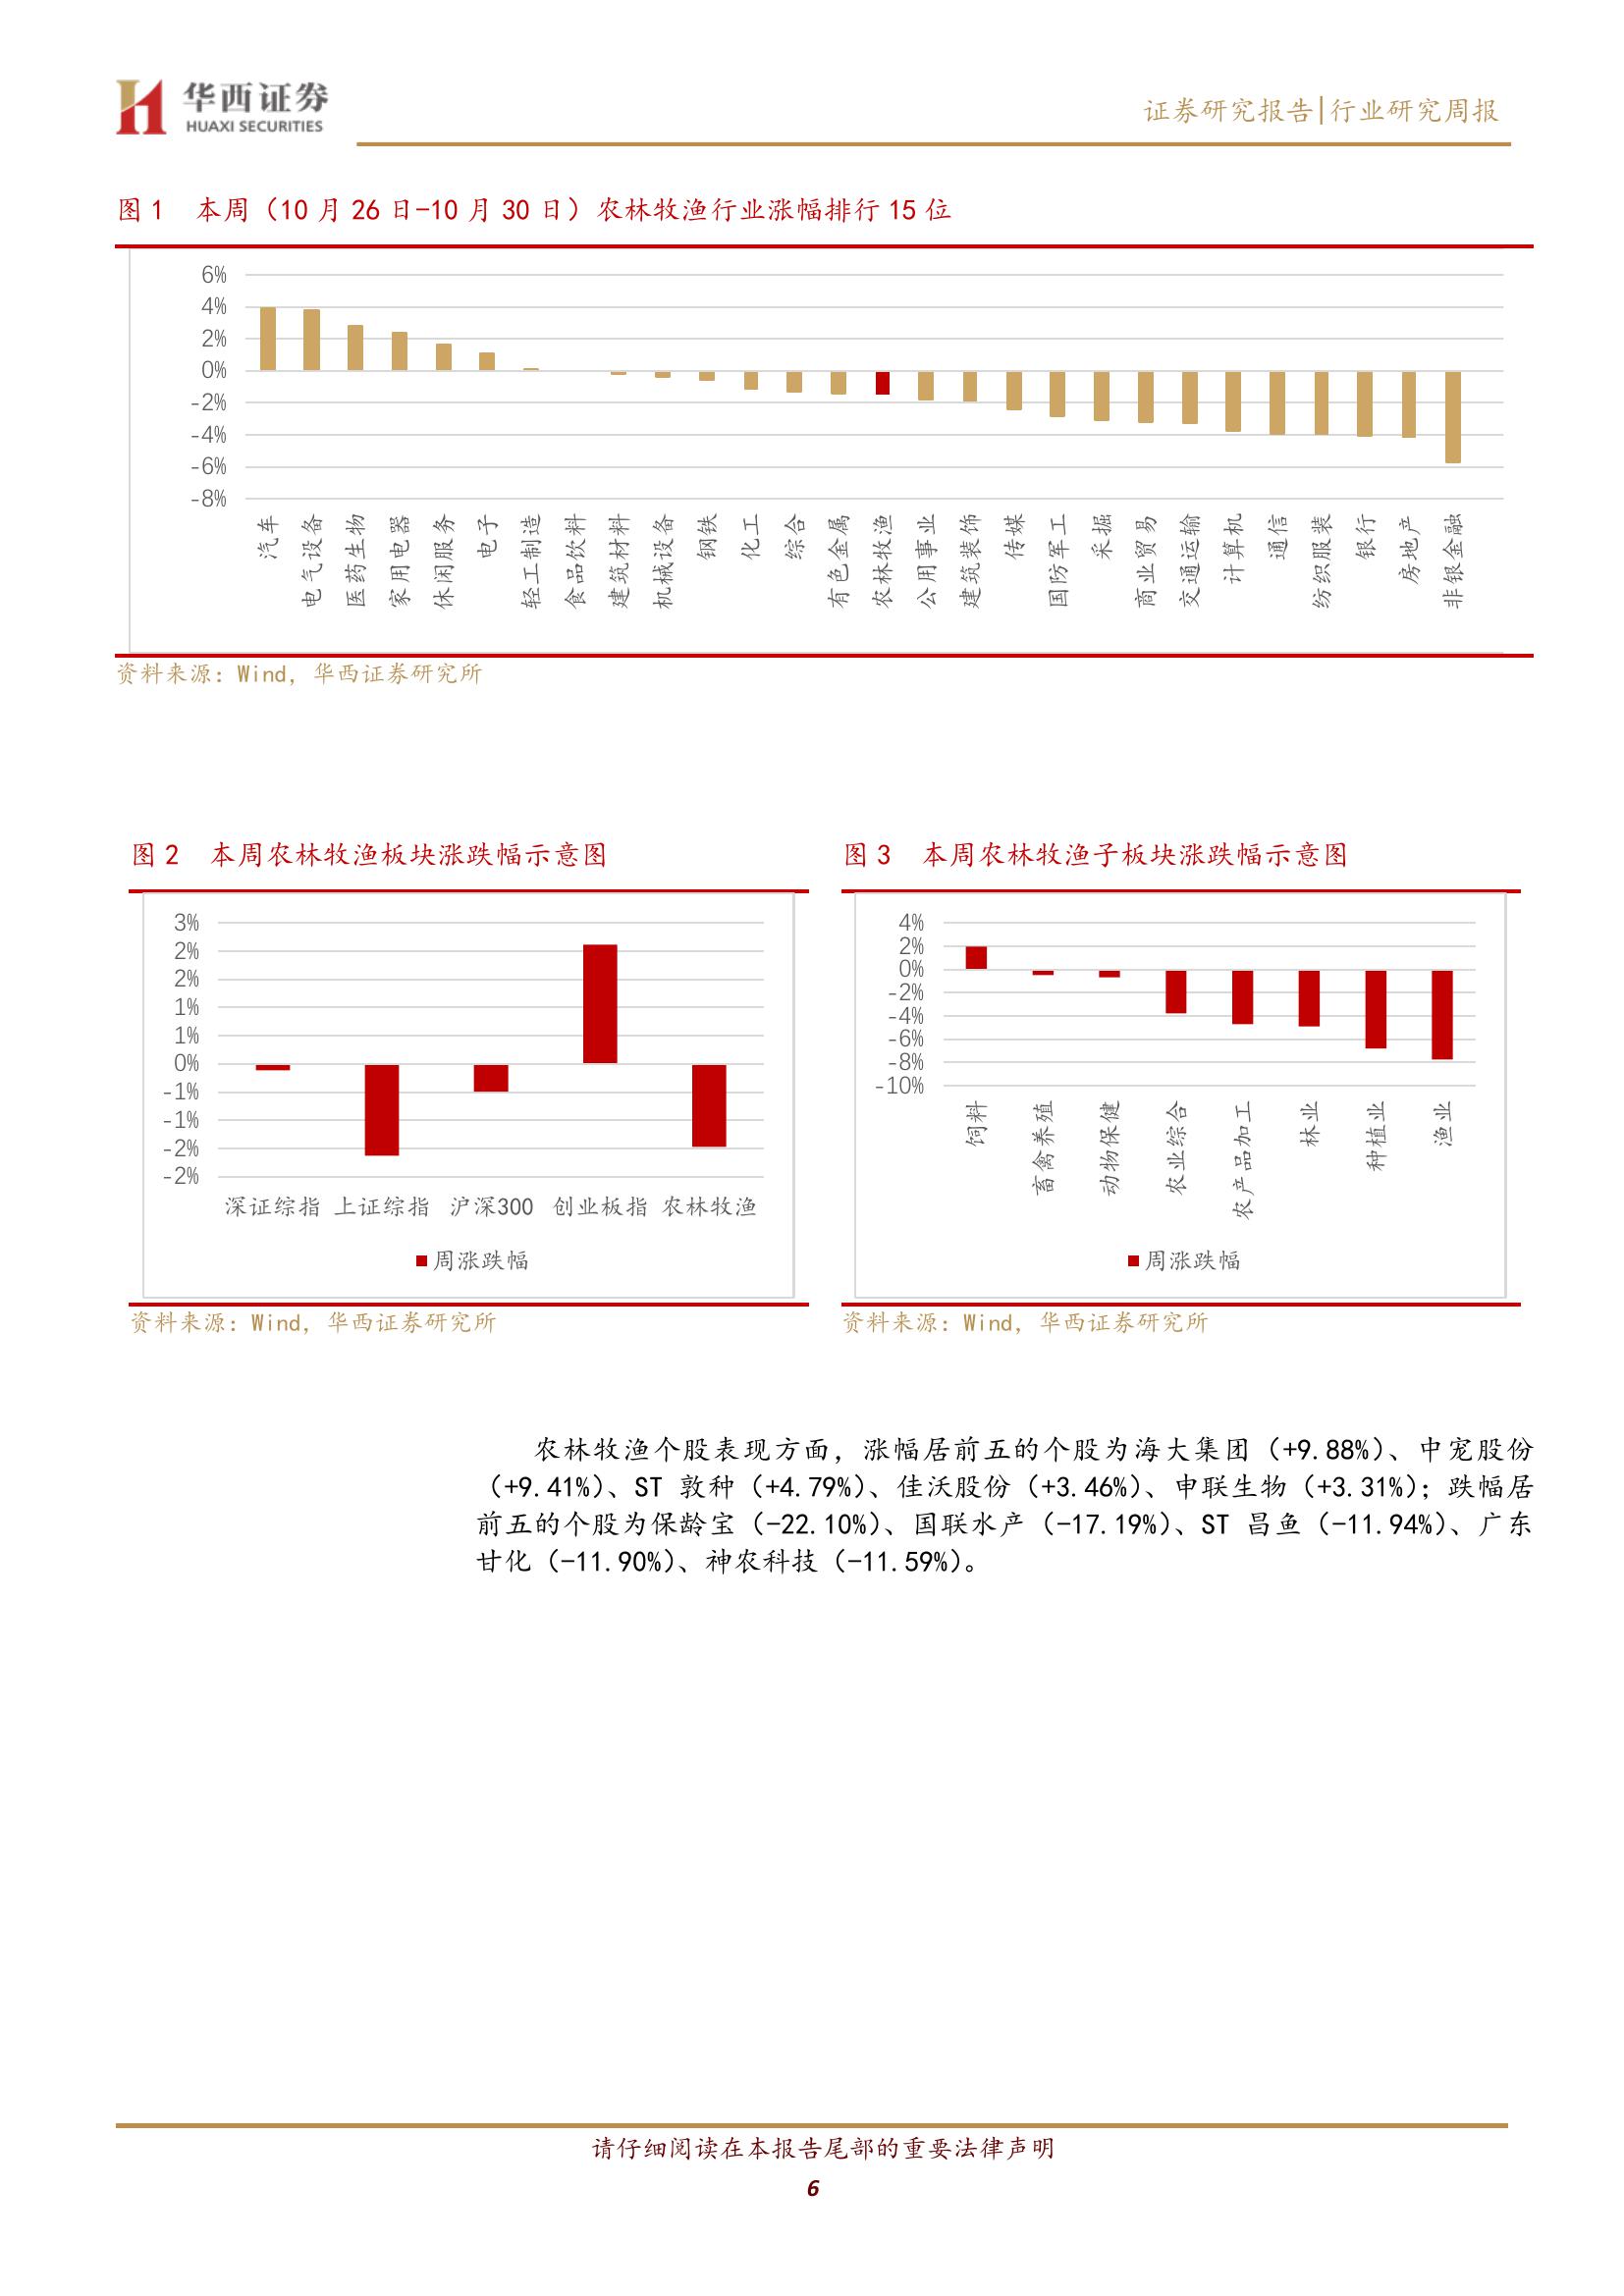 华西证券
HUAXI SECURITIES
证券研究报告|行业研究周报
图 1 本周（10 月 26 日-10 月 30 日）农林牧渔行业涨幅排行 15 位
6%
4%
2%
0%
-2%
-4%
-6%
-8%
汽车
电气设备
医药生物
家用电器
休闲服务
电子
轻工制造
食品饮料
建筑材料
机械设备
钢铁
化工
综合
有色金属
农林牧渔
公用事业
建筑装饰
传媒
国防军工
采掘
商业贸易
交通运输
计算机
通信
纺织服装
银行
房地产
非银金融
资料来源：Wind，华西证券研究所
图 2 本周农林牧渔板块涨跌幅示意图
3%
2%
2%
1%
1%
0%
-1%
-1%
-2%
-2%
深证综指 上证综指 沪深300 创业板指 农林牧渔
周涨跌幅
资料来源：Wind，华西证券研究所
图 3 本周农林牧渔子板块涨跌幅示意图
4%
2%
0%
-2%
-4%
-6%
-8%
-10%
饲料
畜禽养殖
动物保健
农业综合
农产品加工
林业
种植业
渔业
周涨跌幅
资料来源：Wind，华西证券研究所
农林牧渔个股表现方面，涨幅居前五的个股为海大集团（+9.88%）、中宠股份
（+9.41%）、ST 敦种（+4.79%）、佳沃股份（+3.46%）、申联生物（+3.31%）；跌幅居
前五的个股为保龄宝（-22.10%）、国联水产（-17.19%）、ST 昌鱼（-11.94%）、广东
甘化（-11.90%）、神农科技（-11.59%）。
请仔细阅读在本报告尾部的重要法律声明
6